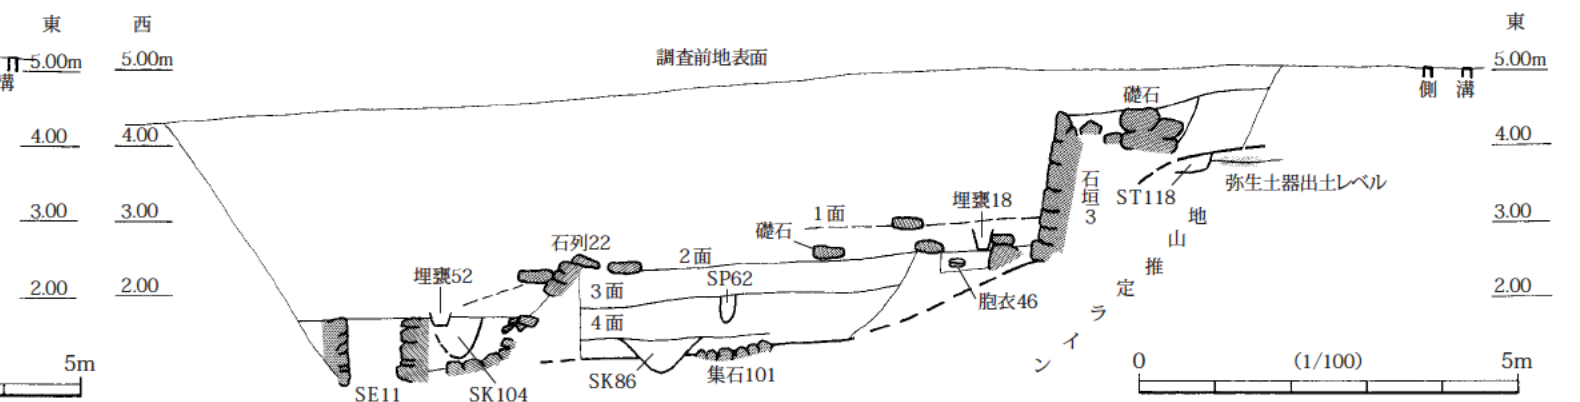 東
西
東
5.00m
5.00m
5.00m
溝
調査前地表面
側 溝
礎石
4.00
4.00
4.00
石垣3
ST118
弥生土器出土レベル
埋甕18
1面
3.00
3.00
3.00
礎石
石列22
2面
SP62
埋甕52
3面
胞衣46
2.00
2.00
2.00
4面
地山推定ライン
5m
SE11
SK104
SK86
集石101
0
(1/100)
5m